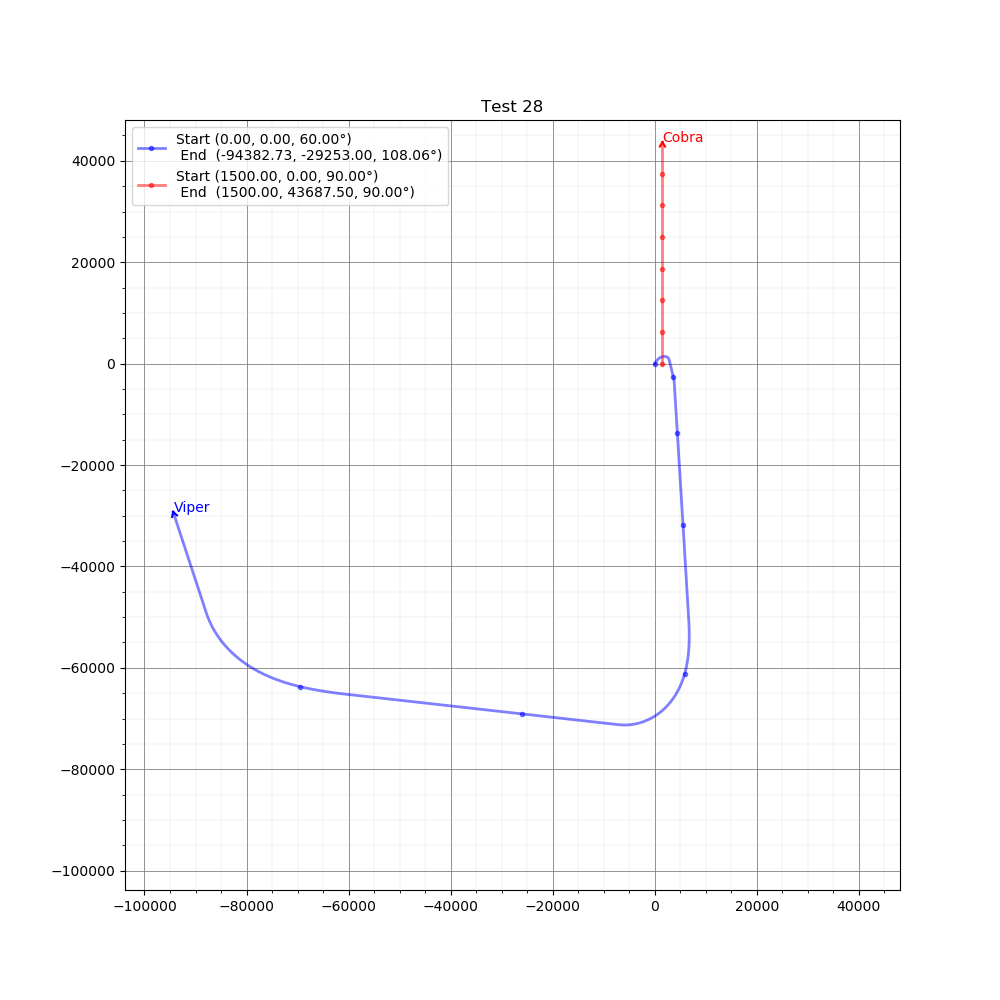 Test 28
Start (0.00, 0.00, 60.00°)
End  (-94382.73, -29253.00, 108.06°)
Start (1500.00, 0.00, 90.00°)
End  (1500.00, 43687.50, 90.00°)
Cobra
Viper
40000
20000
0
−20000
−40000
−60000
−80000
−100000
−100000 −80000 −60000 −40000 −20000 0 20000 40000